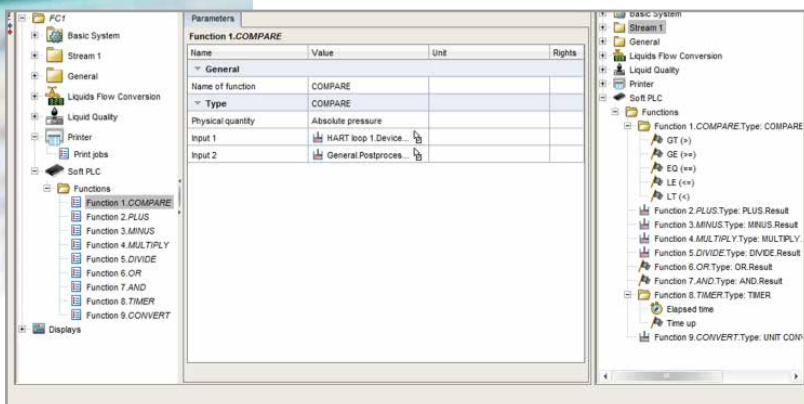 FC1
Basic System
Stream 1
General
Liquids Flow Conversion
Liquid Quality
Printer
Print jobs
Soft PLC
Functions
Function 1.COMPARE
Function 2.PLUS
Function 3.MINUS
Function 4.MULTIPLY
Function 5.DIVIDE
Function 6.OR
Function 7.AND
Function 8.TIMER
Function 9.CONVERT
Displays
Parameters
Function 1.COMPARE
Name Value Unit Rights
General
Name of function COMPARE
Type COMPARE
Physical quantity Absolute pressure
Input 1 HART loop 1.Device...
Input 2 General.Postproces...
Basic System
Stream 1
General
Liquids Flow Conversion
Liquid Quality
Printer
Soft PLC
Functions
Function 1.COMPARE.Type: COMPARE
GT (>)
GE (>=)
EQ (==)
LE (<=)
LT (<)
Function 2.PLUS.Type: PLUS.Result
Function 3.MINUS.Type: MINUS.Result
Function 4.MULTIPLY.Type: MULTIPLY.
Function 5.DIVIDE.Type: DIVIDE.Result
Function 6.OR.Type: OR.Result
Function 7.AND.Type: AND.Result
Function 8.TIMER.Type: TIMER
Elapsed time
Time up
Function 9.CONVERT.Type: UNIT CONV